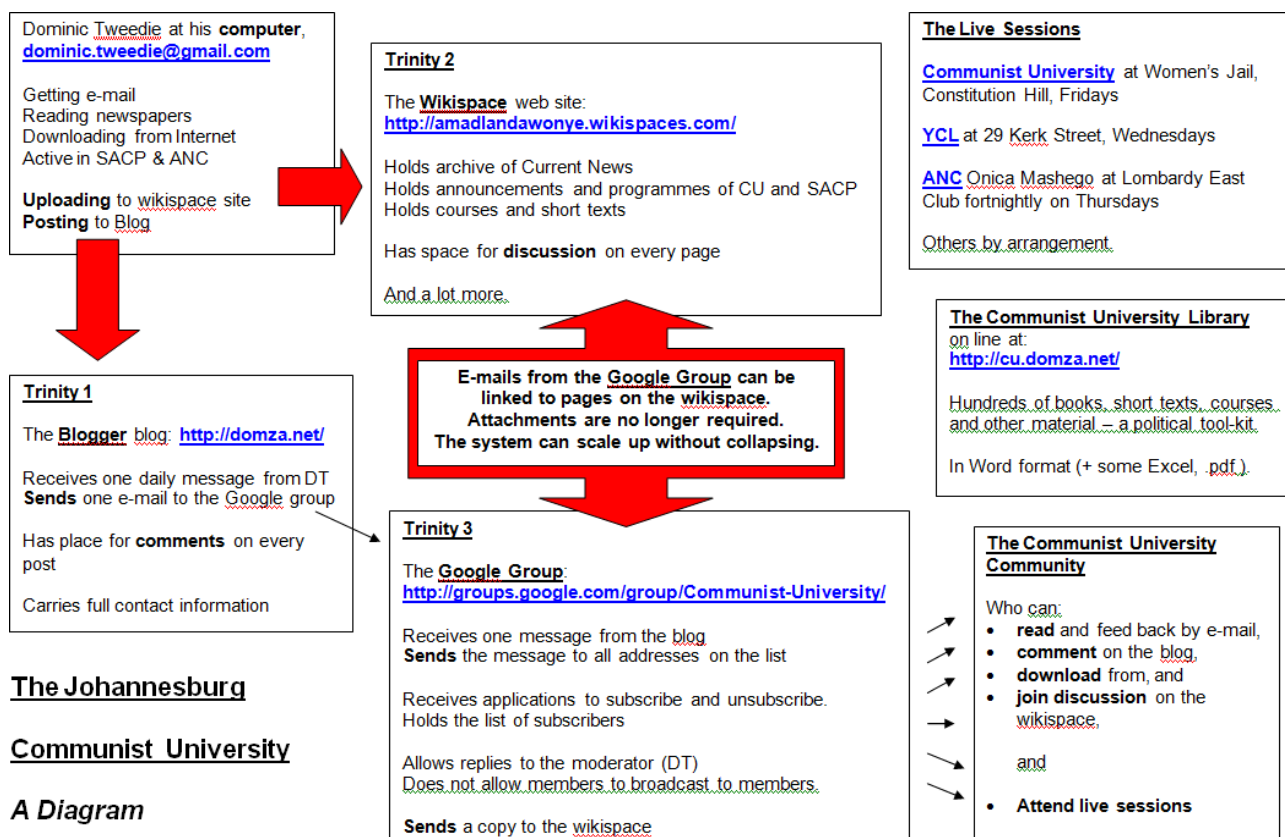 Dominic Tweedie at his computer,
dominic.tweedie@gmail.com
Getting e-mail
Reading newspapers
Downloading from Internet
Active in SACP & ANC
Uploading to wikispace site
Posting to Blog
Trinity 2
The Wikispace web site:
http://amadlandawonye.wikispaces.com/
Holds archive of Current News
Holds announcements and programmes of CU and SACP
Holds courses and short texts
Has space for discussion on every page
And a lot more.
The Live Sessions
Communist University at Women's Jail,
Constitution Hill, Fridays
YCL at 29 Kerk Street, Wednesdays
ANC Onica Mashego at Lombardy East
Club fortnightly on Thursdays
Others by arrangement.
E-mails from the Google Group can be
linked to pages on the wikispace.
Attachments are no longer required.
The system can scale up without collapsing.
The Communist University Library
on line at:
http://cu.domza.net/
Hundreds of books, short texts, courses
and other material – a political tool-kit.
In Word format (+ some Excel, .pdf ).
Trinity 1
The Blogger blog: http://domza.net/
Receives one daily message from DT
Sends one e-mail to the Google group
Has place for comments on every
post
Carries full contact information
Trinity 3
The Google Group:
http://groups.google.com/group/Communist-University/
Receives one message from the blog
Sends the message to all addresses on the list
Receives applications to subscribe and unsubscribe.
Holds the list of subscribers
Allows replies to the moderator (DT)
Does not allow members to broadcast to members.
Sends a copy to the wikispace
The Communist University
Community
Who can:
• read and feed back by e-mail,
• comment on the blog,
• download from, and
• join discussion on the
wikispace,
and
• Attend live sessions
The Johannesburg
Communist University
A Diagram